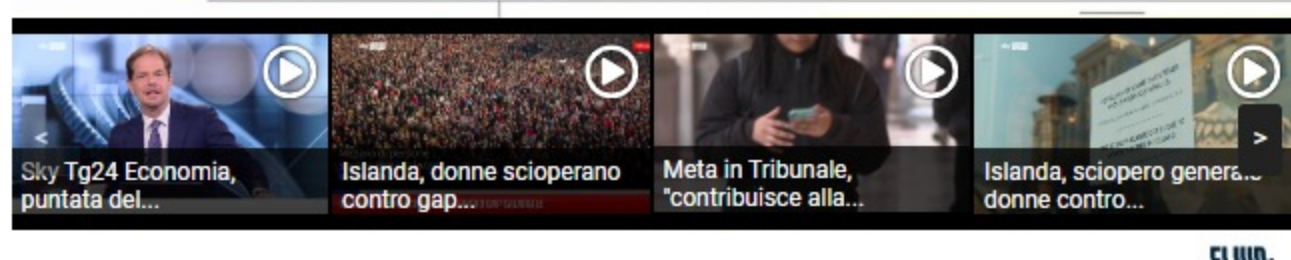 Sky Tg24 Economia,
puntata del...
Islanda, donne scioperano
contro gap...
Meta in Tribunale,
"contribuisce alla...
Islanda, sciopero generale
donne contro...
<
>